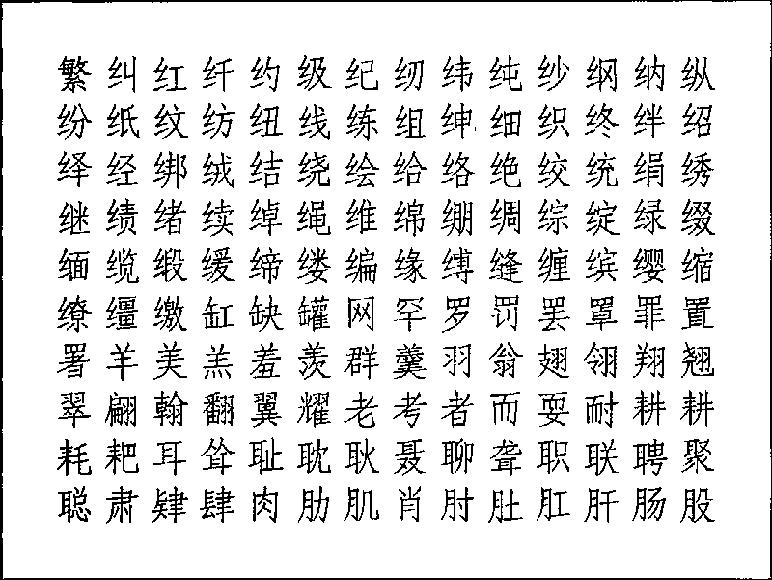 繁纠红纤约级纪纫纬纯纱纲纳纵
纷纸纹纺纽线练组绅细织终绊绍
绎经绑绒结绕绘给络绝绞统绢绣
继绩绪续绰绳维绵绷绸综绽绿缀
缅缆缎缓缔缕编缘缚缝缠缤缨缩
缭缰缴缸缺罐网罕罗罚罢罩罪置
署羊美羔羞羡群羹羽翁翅翎翔翘
翠翩翰翻翼耀老考者而耍耐耕耕
耗耙耳耸耻耽耿聂聊聋职联聘聚
聪肃肄肆肉肋肌肖肘肚肛肝肠股